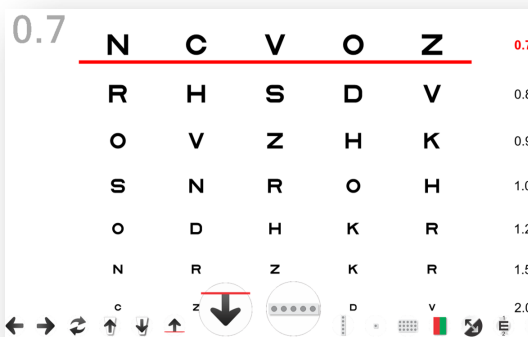 0.7
N C V O Z 0.7
R H S D V 0.8
O V Z H K 0.9
S N R O H 1.0
O D H K R 1.2
N R Z K R 1.5
C Z D V 2.0
E